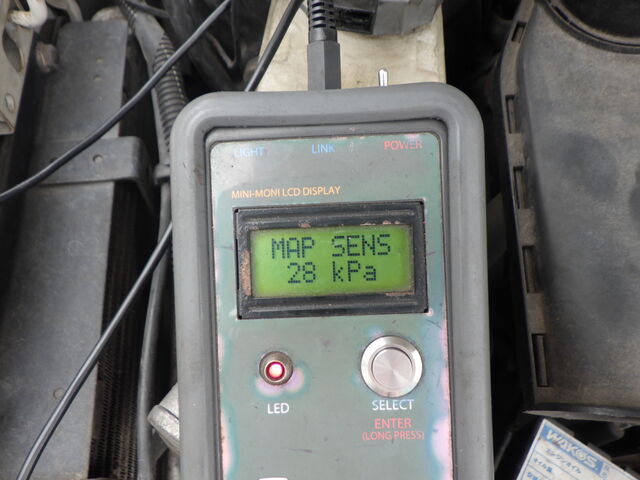 LIGHT LINK POWER
MINI-MONI LCD DISPLAY
MAP SENS
28 kPa
LED
SELECT
ENTER
(LONG PRESS)
WAKO'S